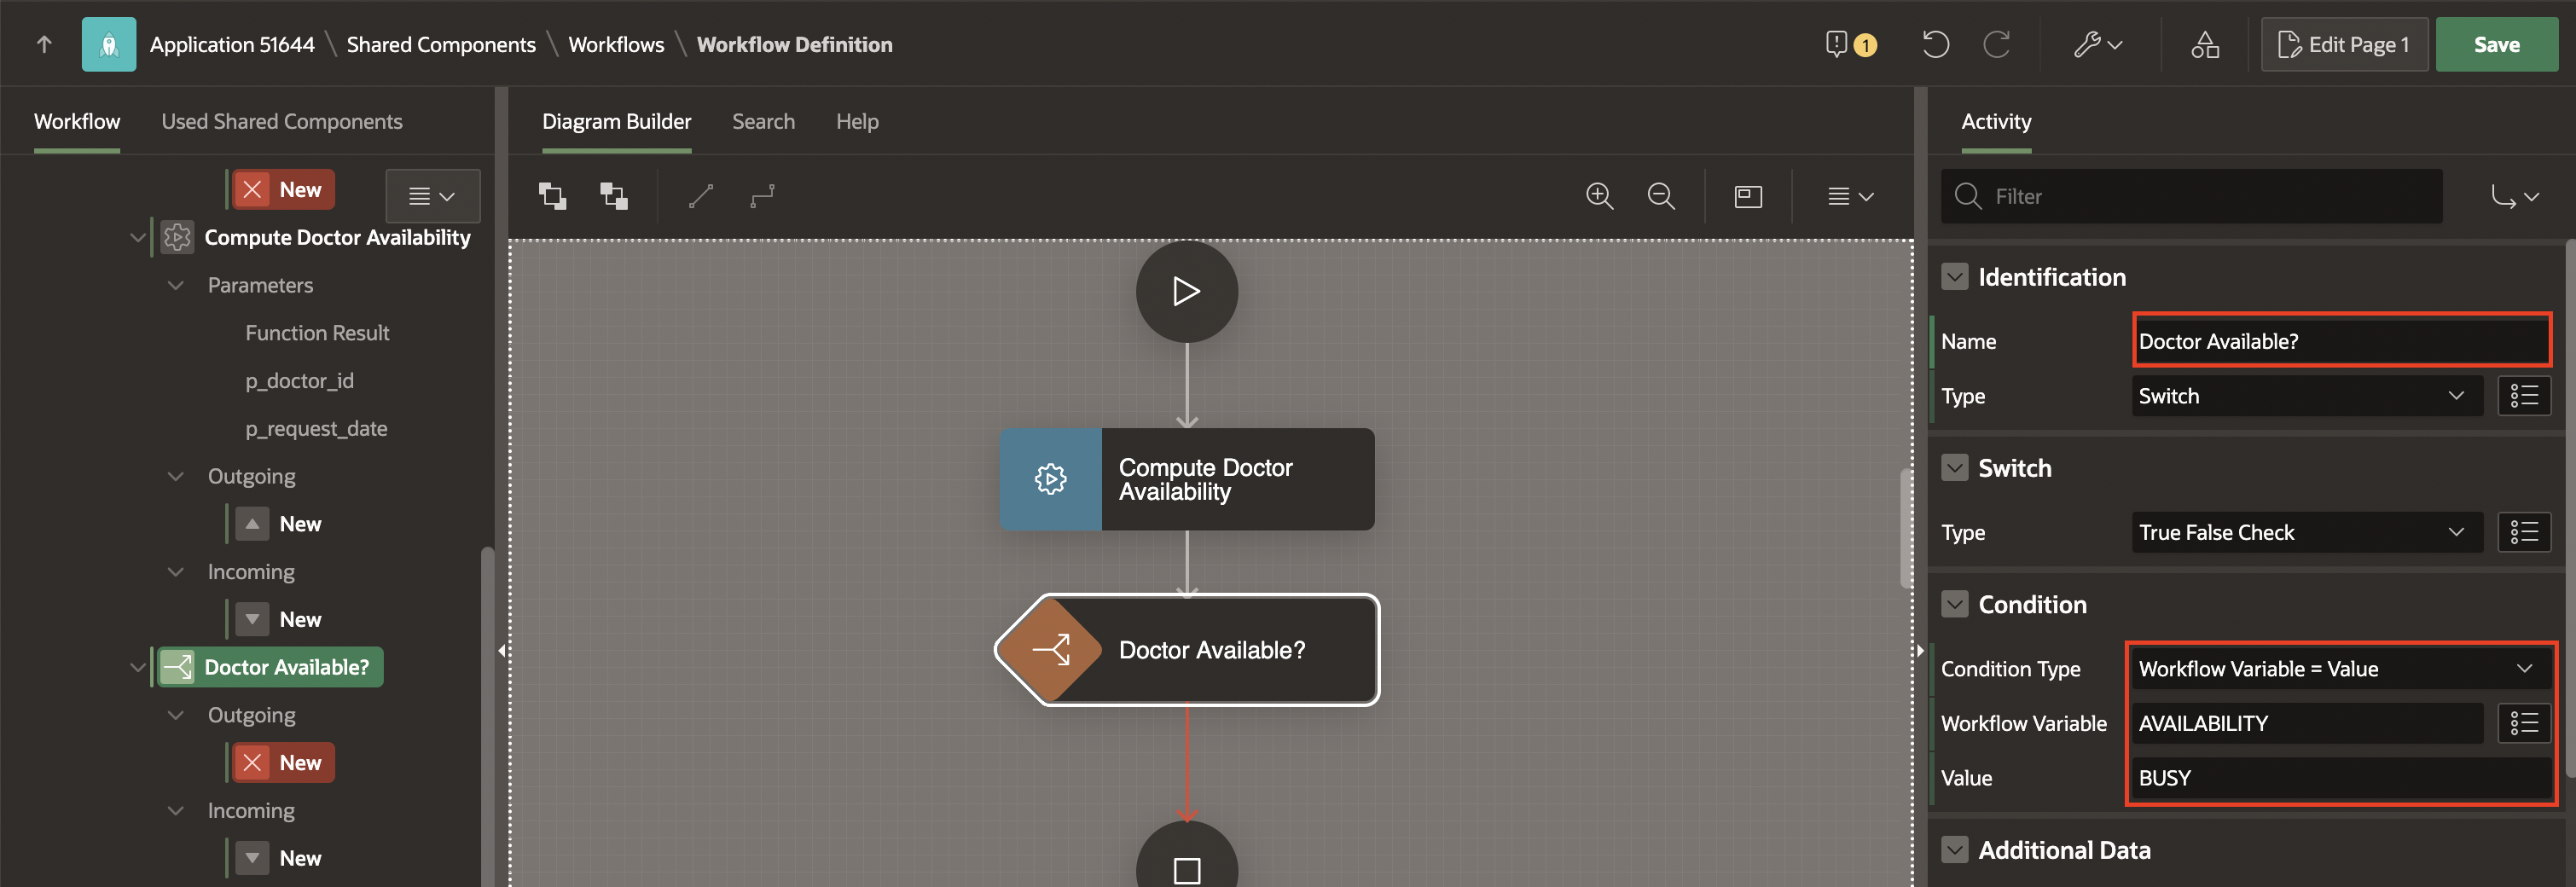 Application 51644 \ Shared Components \ Workflows \ Workflow Definition
1
Edit Page 1
Save
Workflow
Used Shared Components
New
Compute Doctor Availability
Parameters
Function Result
p_doctor_id
p_request_date
Outgoing
New
Incoming
New
Doctor Available?
Outgoing
New
Incoming
New
Diagram Builder
Search
Help
Compute Doctor
Availability
Doctor Available?
Activity
Filter
Identification
Name
Doctor Available?
Type
Switch
Switch
Type
True False Check
Condition
Condition Type
Workflow Variable = Value
Workflow Variable
AVAILABILITY
Value
BUSY
Additional Data